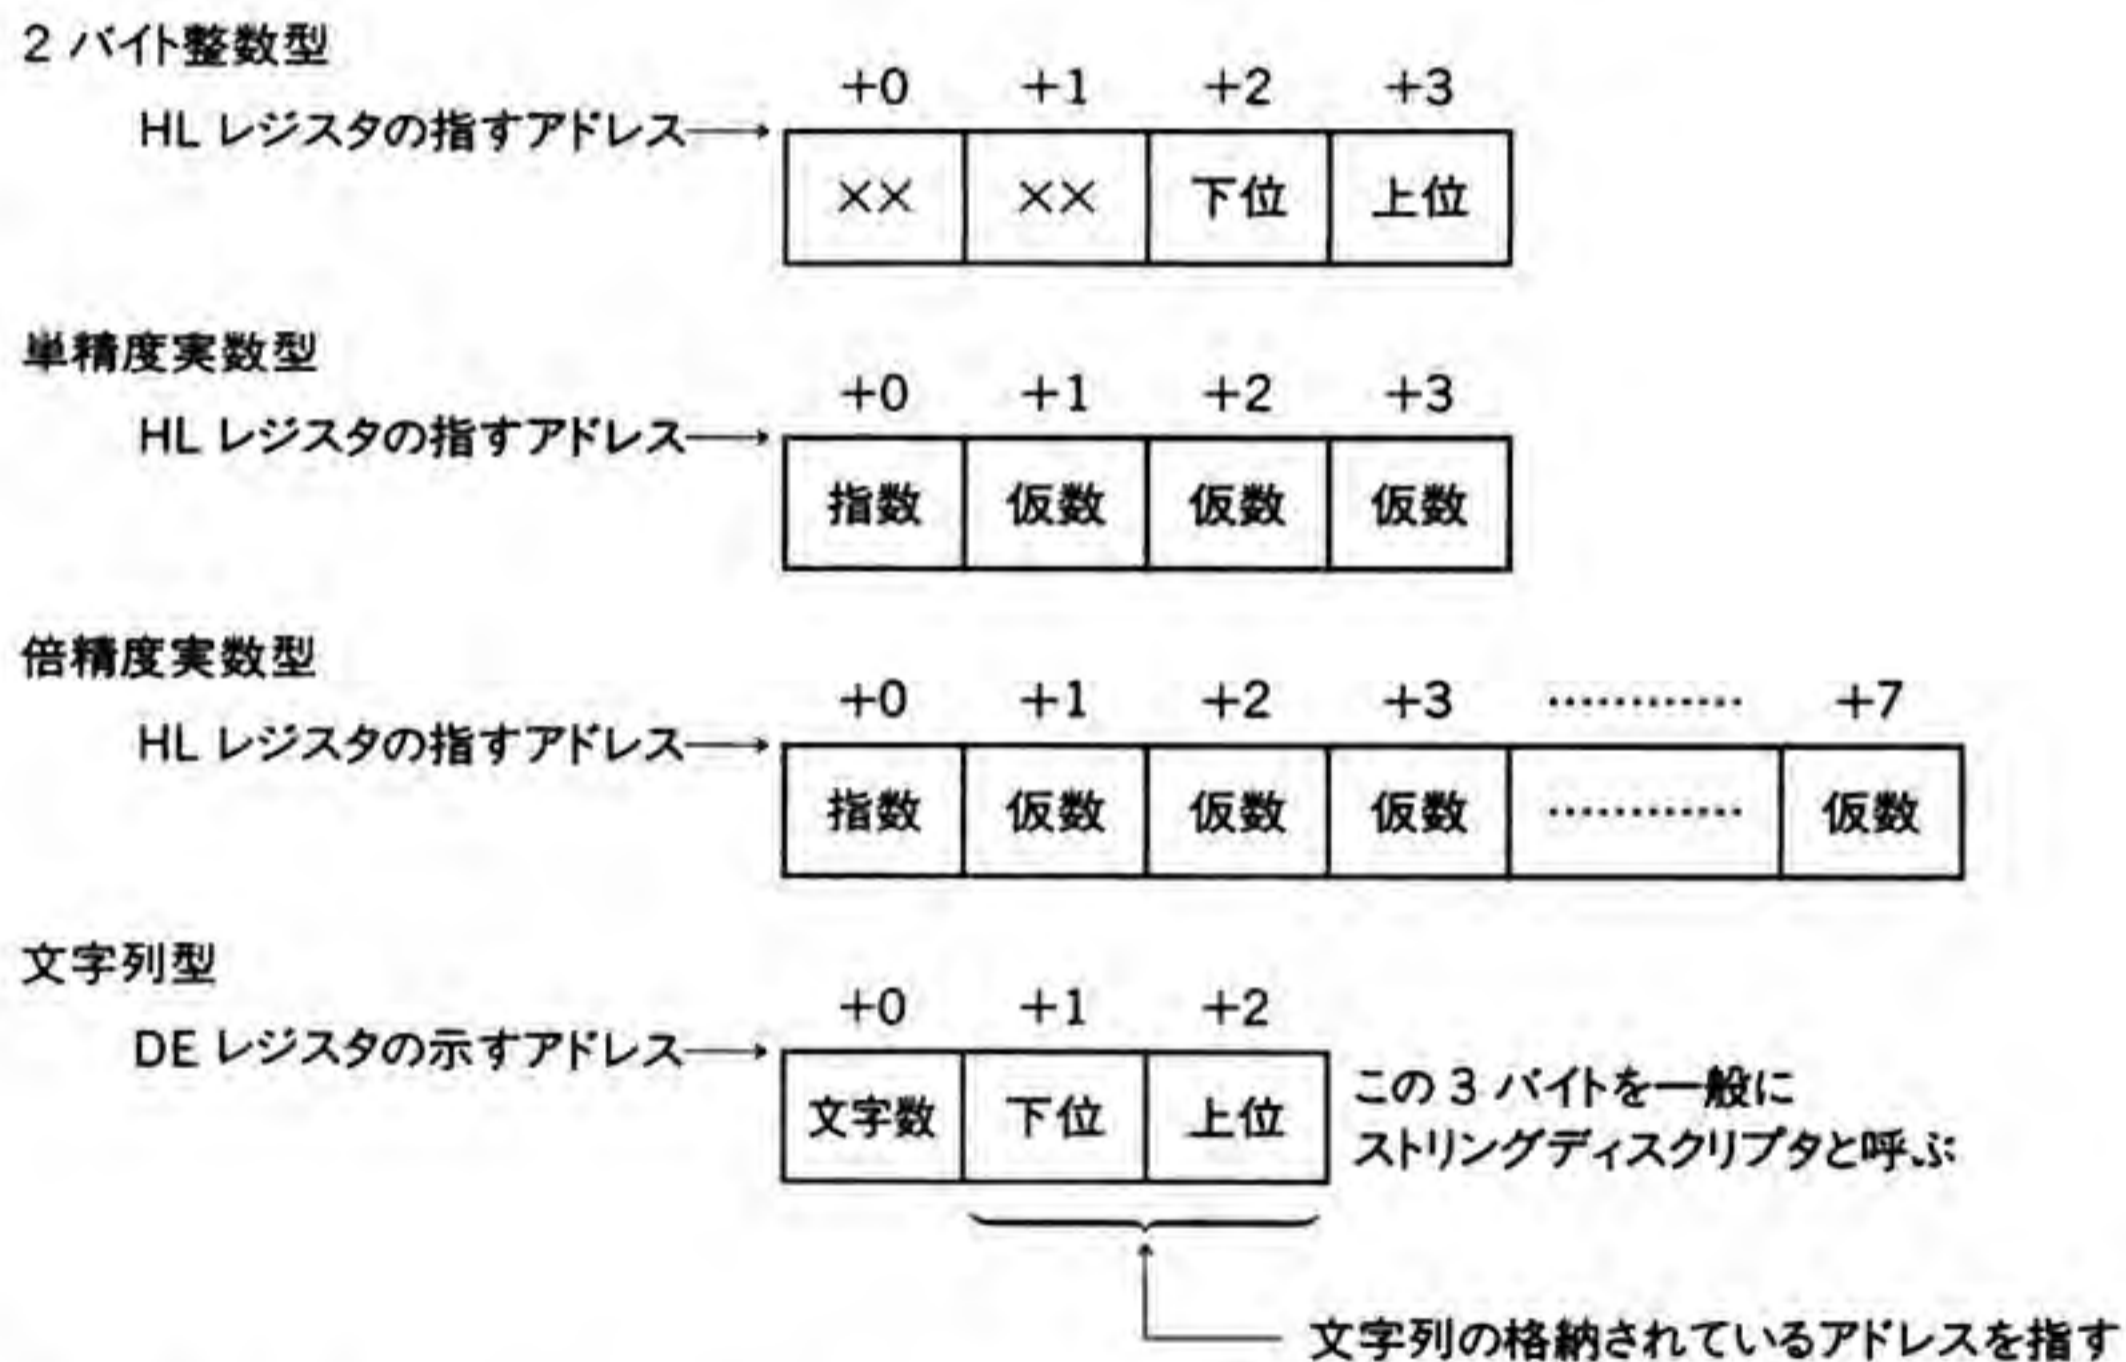 2 バイト整数型
+0 +1 +2 +3
HL レジスタの指すアドレス
×× ×× 下位 上位
単精度実数型
+0 +1 +2 +3
HL レジスタの指すアドレス
指数 仮数 仮数 仮数
倍精度実数型
+0 +1 +2 +3 ………… +7
HL レジスタの指すアドレス
指数 仮数 仮数 仮数 ………… 仮数
文字列型
+0 +1 +2
DE レジスタの示すアドレス
文字数 下位 上位
この 3 バイトを一般に
ストリングディスクリプタと呼ぶ
文字列の格納されているアドレスを指す